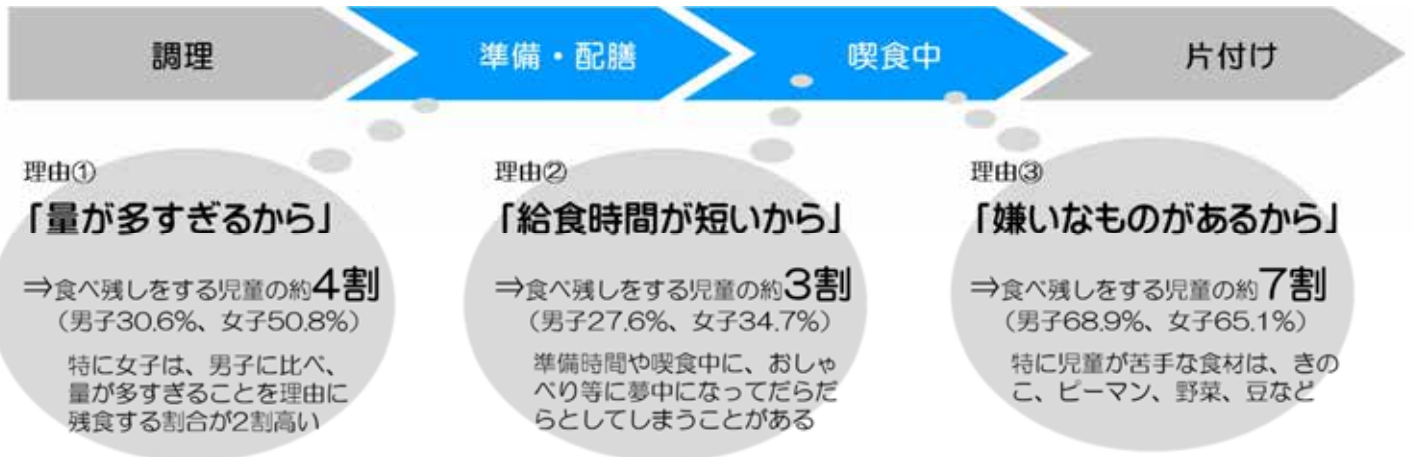 調理
準備・配膳
喫食中
片付け
理由①
「量が多すぎるから」
⇒食べ残しをする児童の約4割
(男子30.6%、女子50.8%)
特に女子は、男子に比べ、
量が多すぎることを理由に
残食する割合が2割高い
理由②
「給食時間が短いから」
⇒食べ残しをする児童の約3割
(男子27.6%、女子34.7%)
準備時間や喫食中に、おしゃ
べり等に夢中になってだらだ
らとしてしまうことがある
理由③
「嫌いなものがあるから」
⇒食べ残しをする児童の約7割
(男子68.9%、女子65.1%)
特に児童が苦手な食材は、きの
こ、ピーマン、野菜、豆など